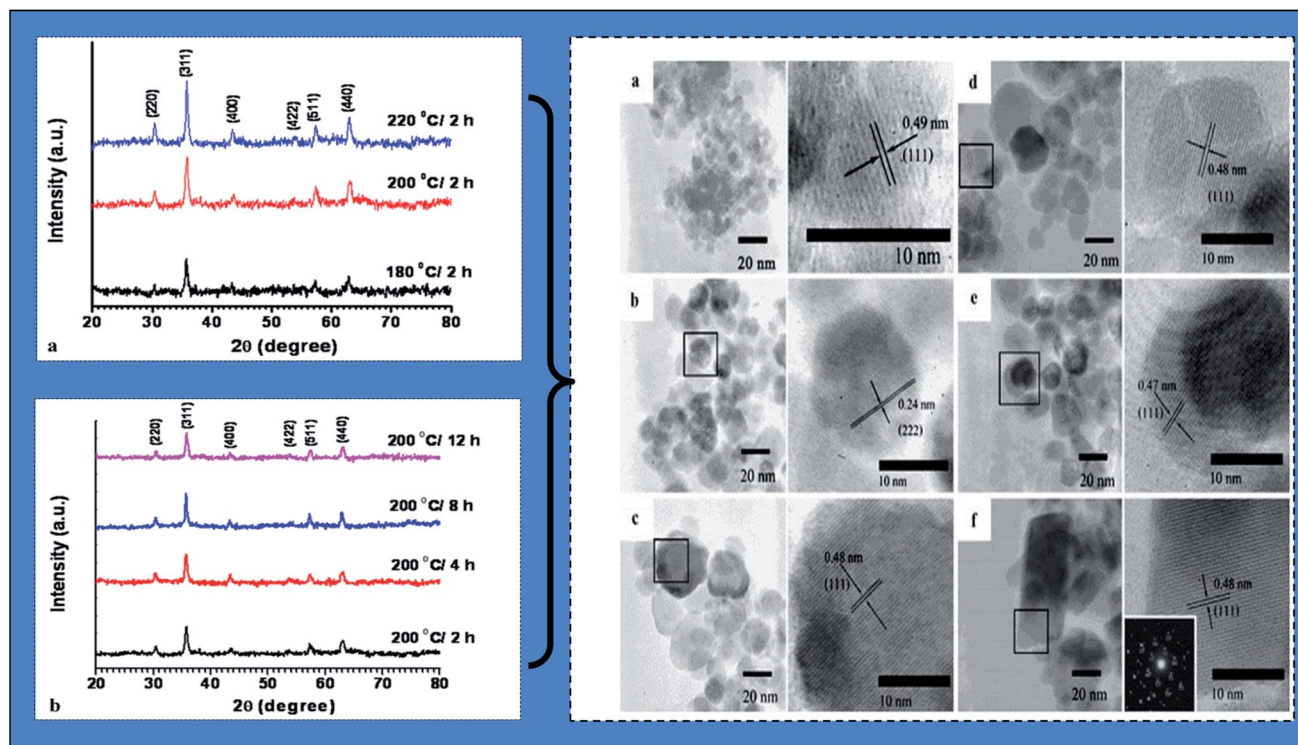 Intensity (a.u.)
(220)
(311)
(400)
(422)
(511)
(440)
220 °C/ 2 h
200 °C/ 2 h
180 °C/ 2 h
20 30 40 50 60 70 80
2θ (degree)
a
Intensity (a.u.)
(220)
(311)
(400)
(422)
(511)
(440)
200 °C/ 12 h
200 °C/ 8 h
200 °C/ 4 h
200 °C/ 2 h
20 30 40 50 60 70 80
2θ (degree)
b
a
20 nm
0.49 nm
(111)
10 nm
d
20 nm
0.48 nm
(111)
10 nm
b
20 nm
0.24 nm
(222)
10 nm
e
20 nm
0.47 nm
(111)
10 nm
c
20 nm
0.48 nm
(111)
10 nm
f
20 nm
0.48 nm
(111)
10 nm